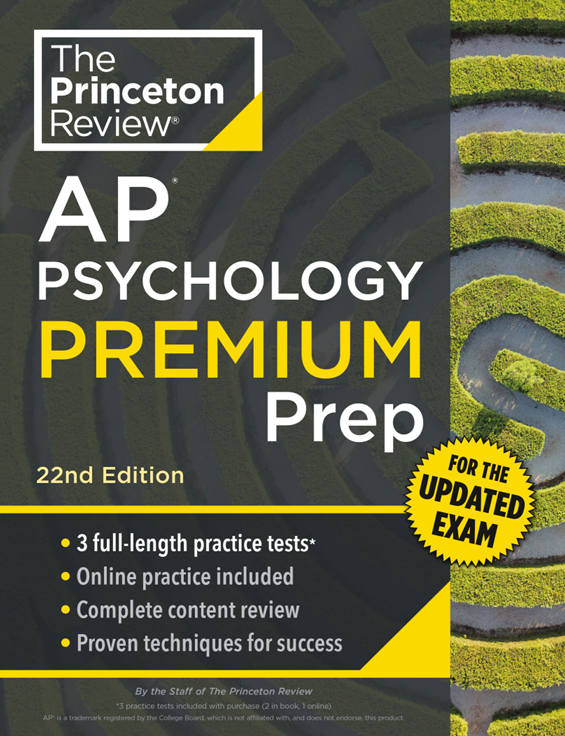 The
Princeton
Review®
AP®
PSYCHOLOGY
PREMIUM
Prep
22nd Edition
FOR THE
UPDATED
EXAM
• 3 full-length practice tests*
• Online practice included
• Complete content review
• Proven techniques for success
By the Staff of The Princeton Review
*3 practice tests included with purchase (2 in book, 1 online)
AP® is a trademark registered by the College Board, which is not affiliated with, and does not endorse, this product.